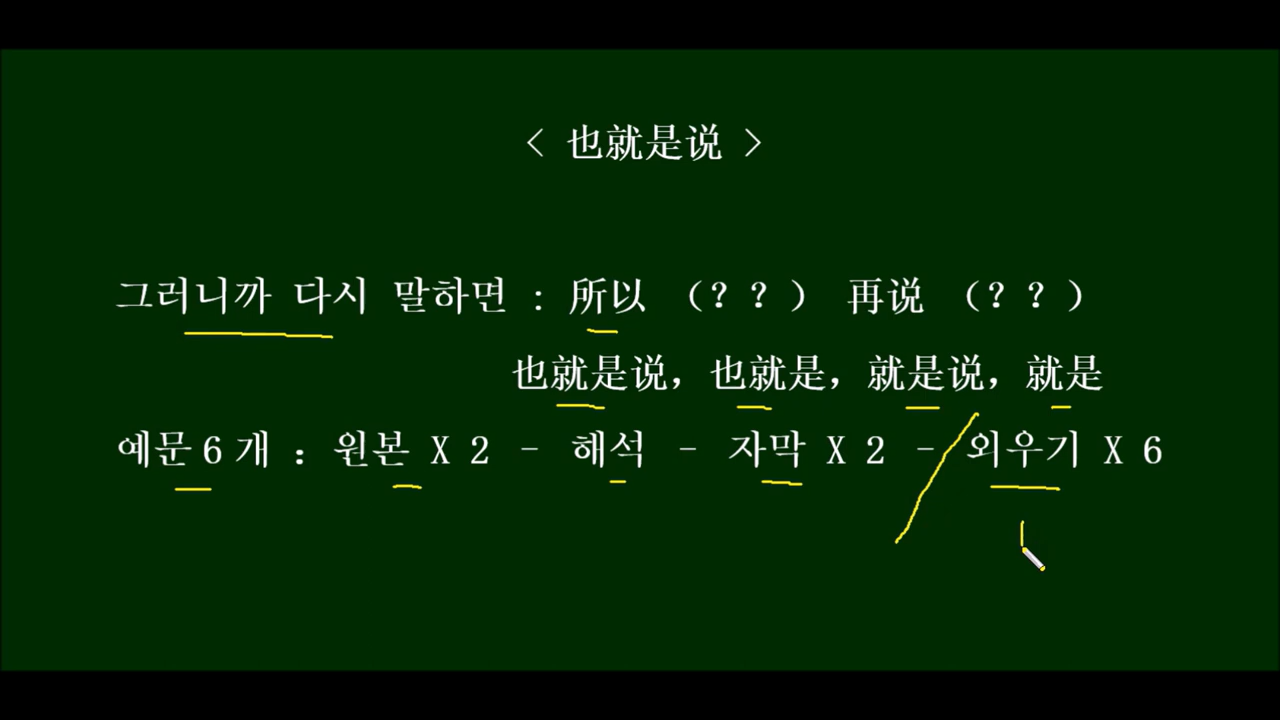 < 也就是说 >
그러니까 다시 말하면 : 所以 （？？） 再说 （？？）
也就是说，也就是，就是说，就是
예문6개 ：원본 X 2 － 해석 － 자막 X 2 － 외우기 X 6